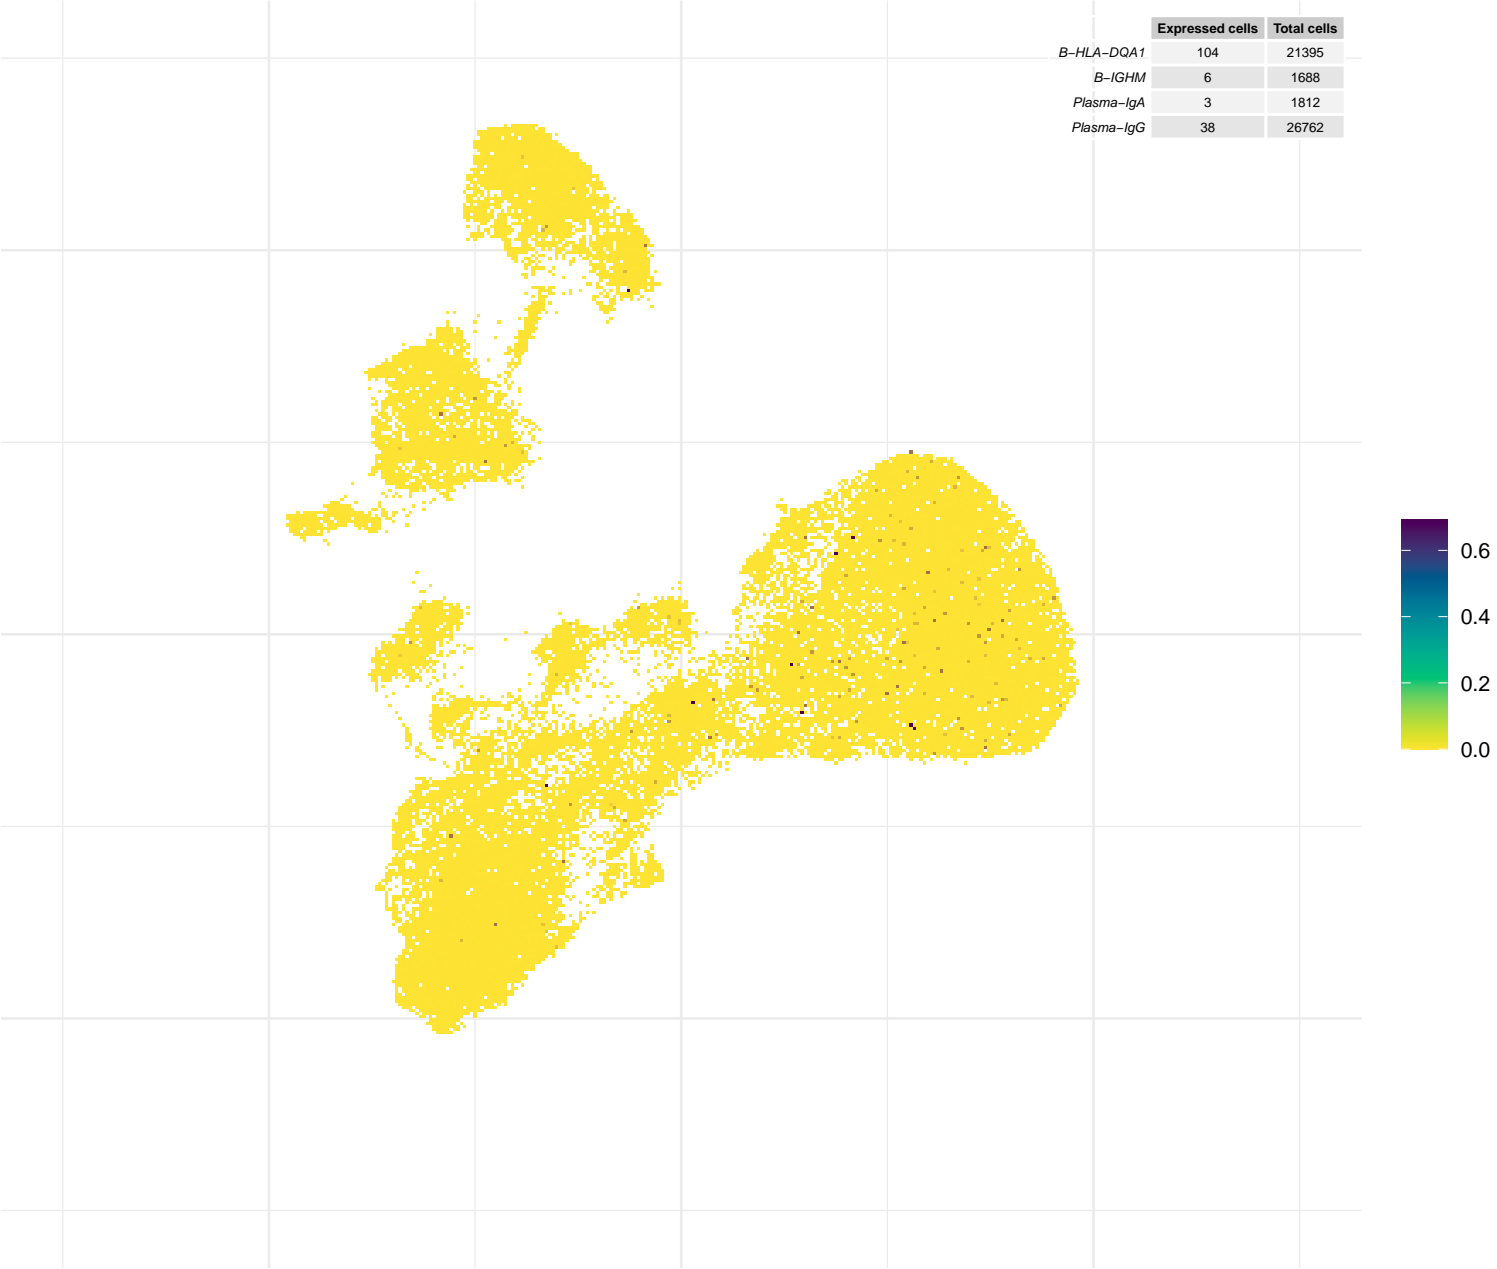 Expressed cells Total cells
B−HLA−DQA1 104 21395
B−IGHM 6 1688
Plasma−IgA 3 1812
Plasma−IgG 38 26762
0.6
0.4
0.2
0.0